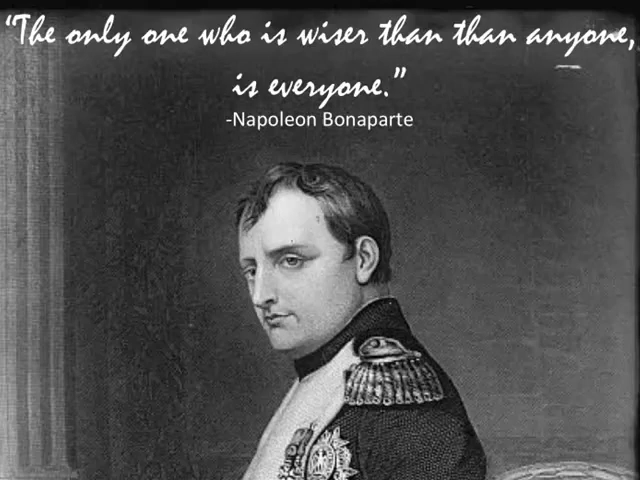 “The only one who is wiser than than anyone,
is everyone.”
-Napoleon Bonaparte